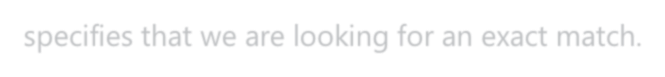 specifies that we are looking for an exact match.